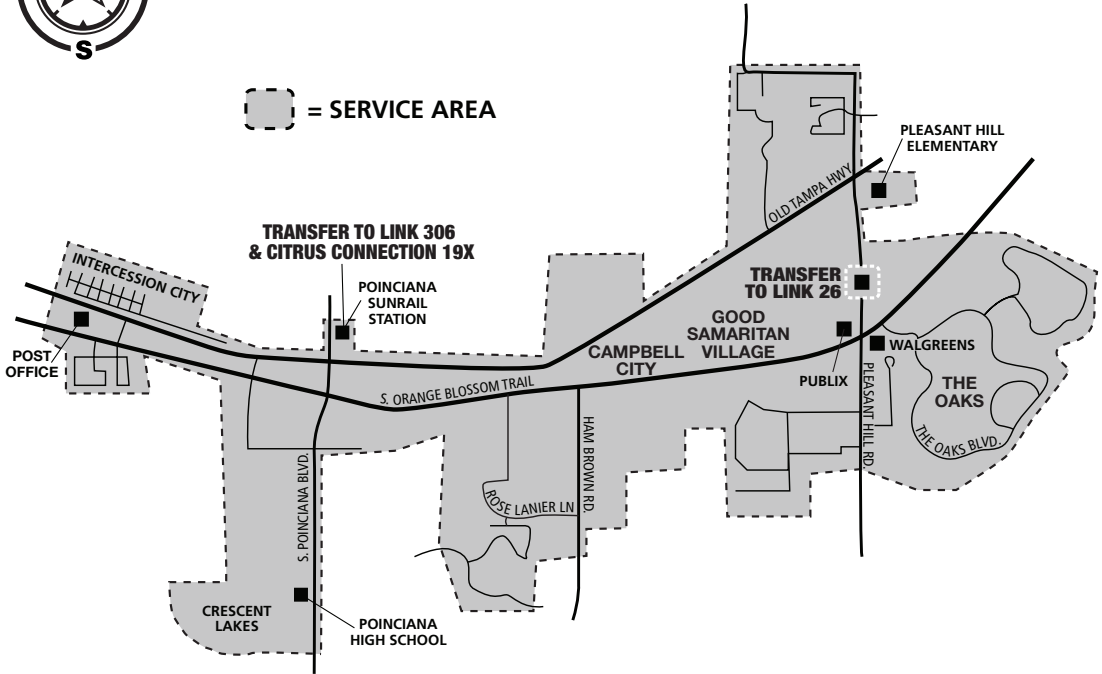 S
= SERVICE AREA
PLEASANT HILL
ELEMENTARY
OLD TAMPA HWY
TRANSFER TO LINK 306
& CITRUS CONNECTION 19X
INTERCESSION CITY
POINCIANA
SUNRAIL
STATION
TRANSFER
TO LINK 26
GOOD
SAMARITAN
VILLAGE
CAMPBELL
CITY
POST
OFFICE
WALGREENS
PUBLIX
S. ORANGE BLOSSOM TRAIL
THE
OAKS
PLEASANT HILL RD.
HAM BROWN RD.
THE OAKS BLVD.
ROSE LANIER LN
S. POINCIANA BLVD.
CRESCENT
LAKES
POINCIANA
HIGH SCHOOL